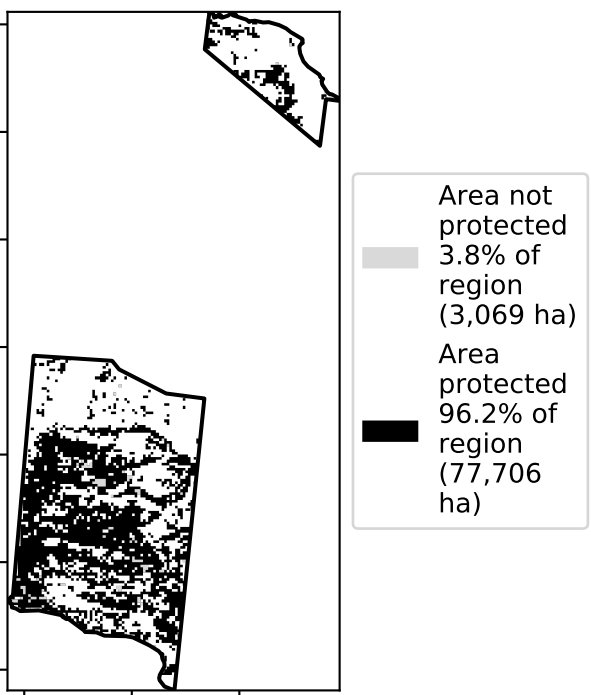 Area not
protected
3.8% of
region
(3,069 ha)
Area
protected
96.2% of
region
(77,706
ha)